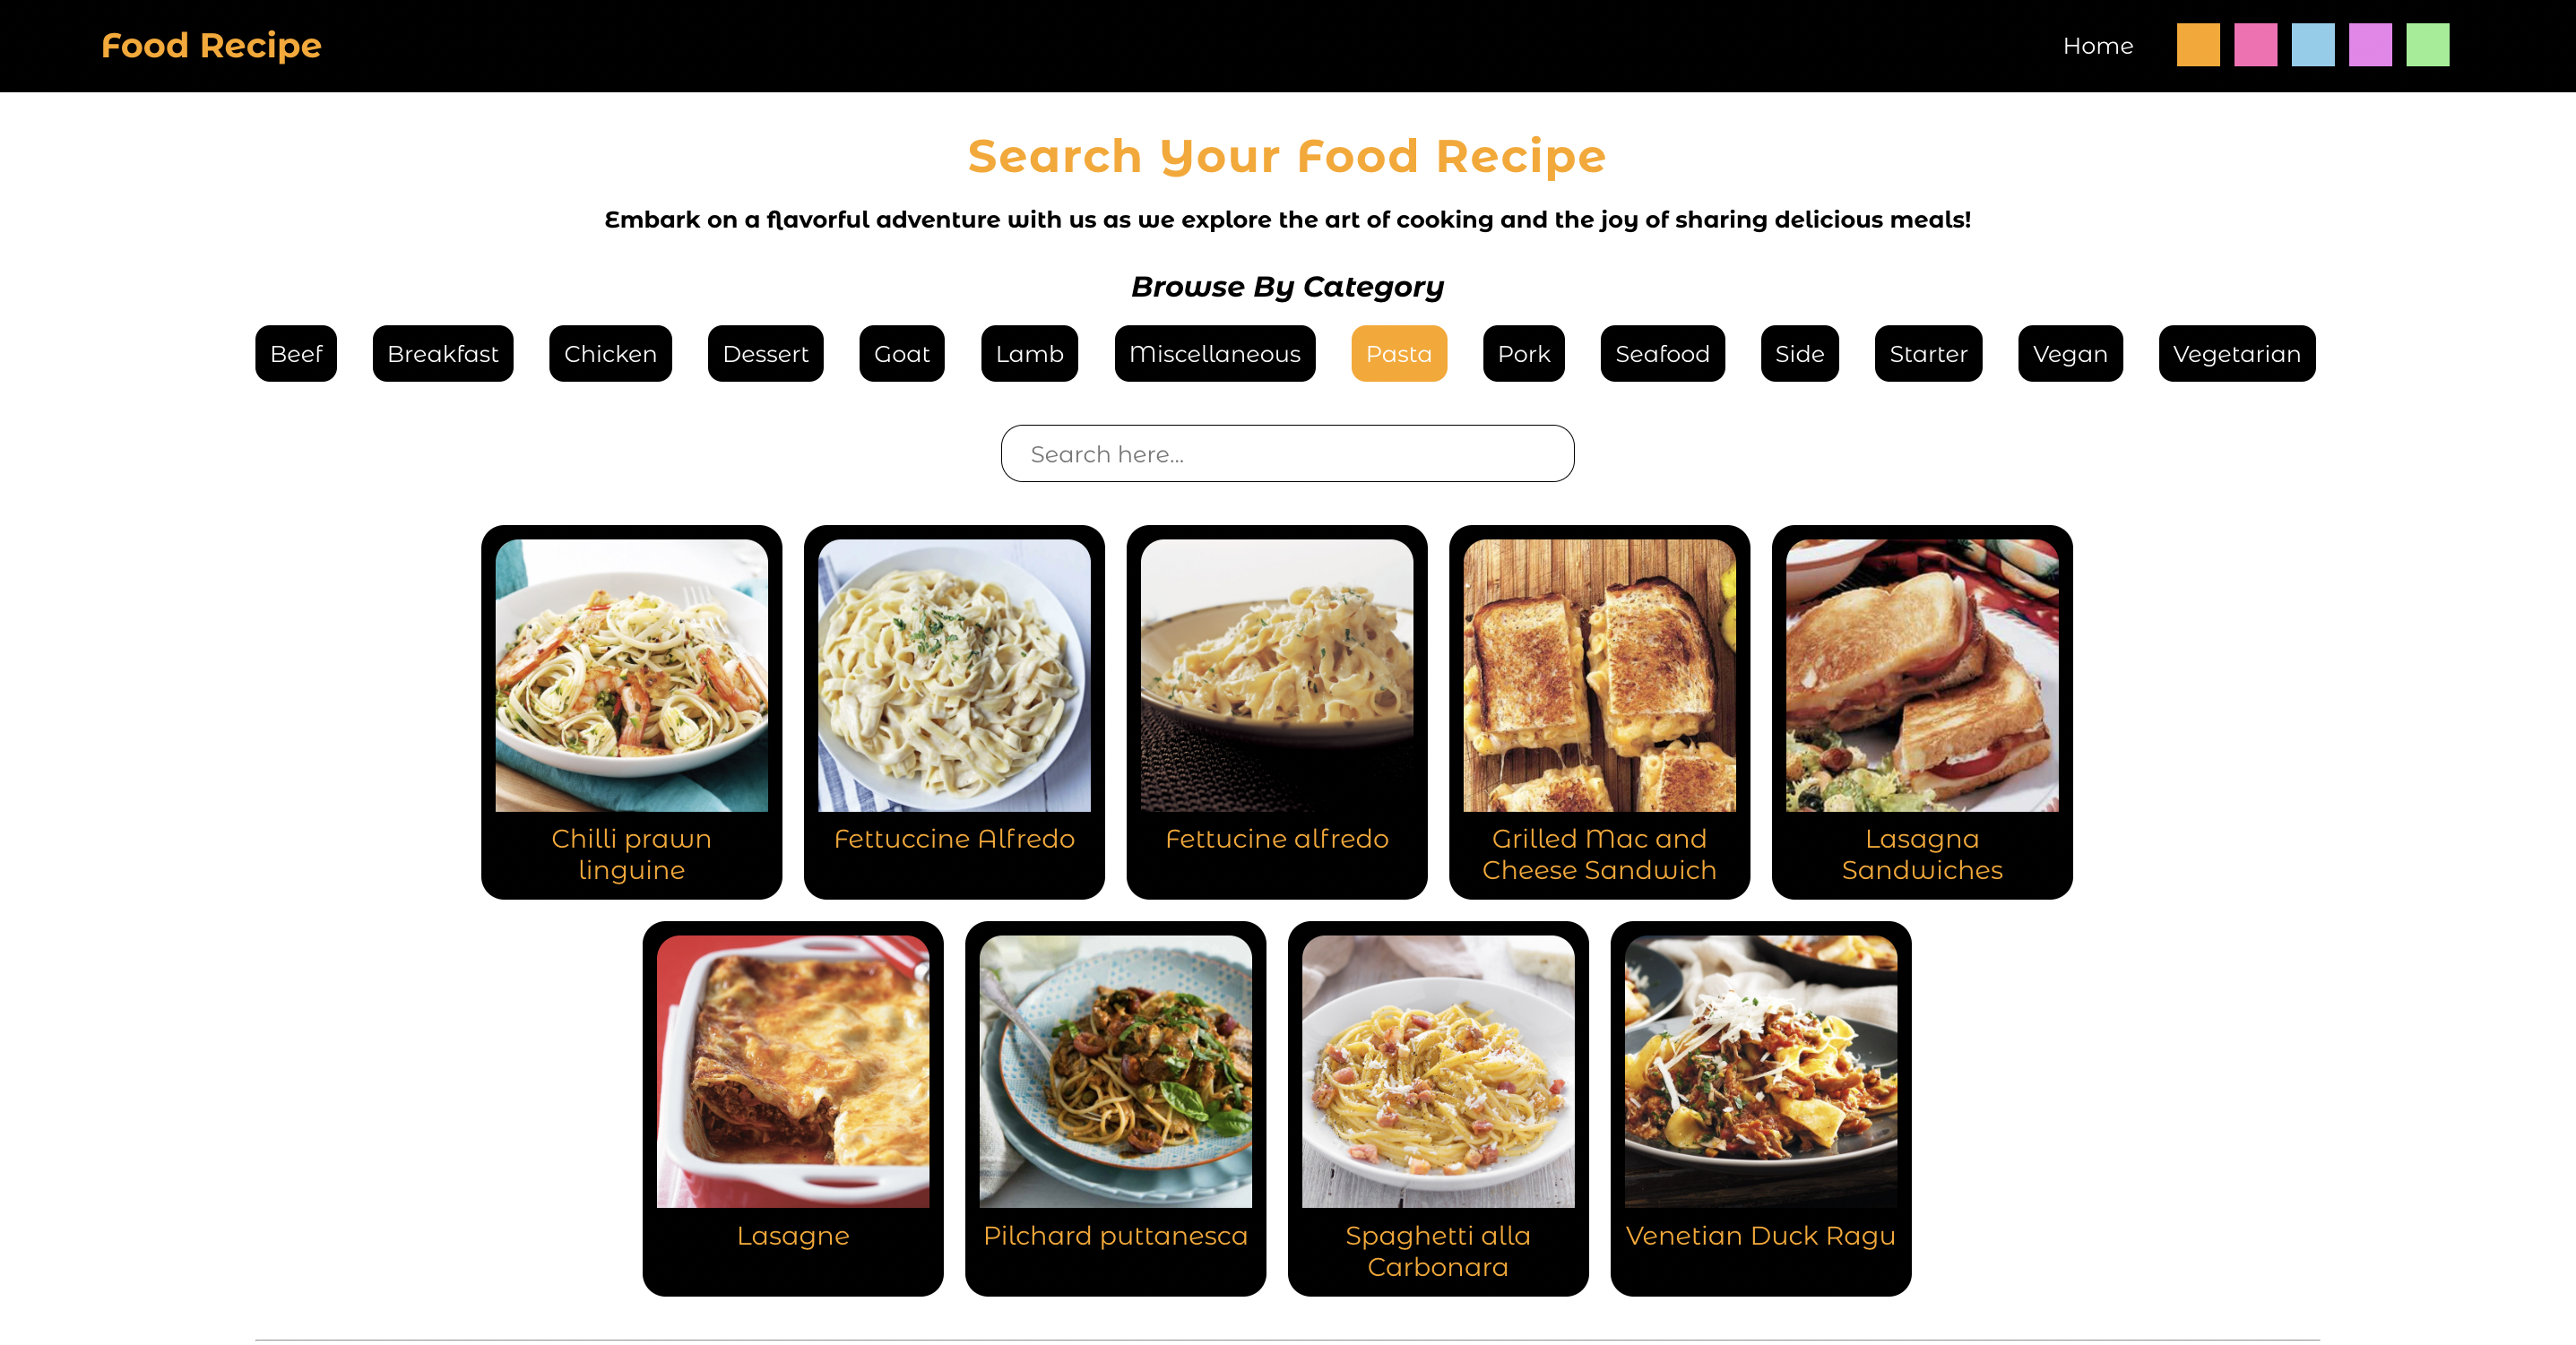 Food Recipe
Home
Search Your Food Recipe
Embark on a flavorful adventure with us as we explore the art of cooking and the joy of sharing delicious meals!
Browse By Category
Beef Breakfast Chicken Dessert Goat Lamb Miscellaneous Pasta Pork Seafood Side Starter Vegan Vegetarian
Search here...
Chilli prawn
linguine
Fettuccine Alfredo
Fettucine alfredo
Grilled Mac and
Cheese Sandwich
Lasagna
Sandwiches
Lasagne
Pilchard puttanesca
Spaghetti alla
Carbonara
Venetian Duck Ragu